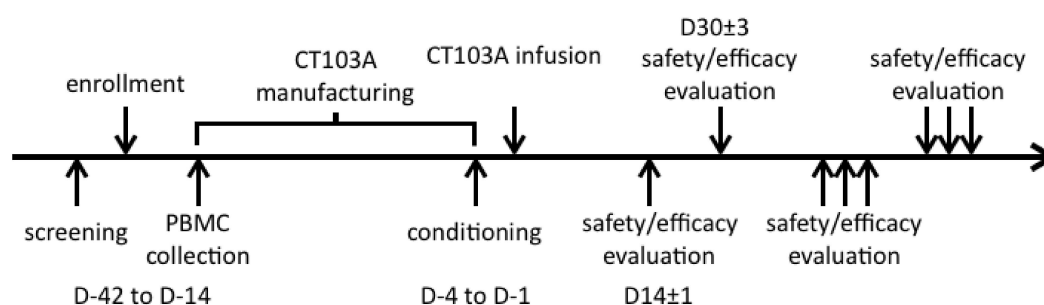 enrollment
CT103A
manufacturing
CT103A infusion
D30±3
safety/efficacy
evaluation
safety/efficacy
evaluation
screening
PBMC
collection
conditioning
safety/efficacy
evaluation
safety/efficacy
evaluation
D-42 to D-14
D-4 to D-1
D14±1